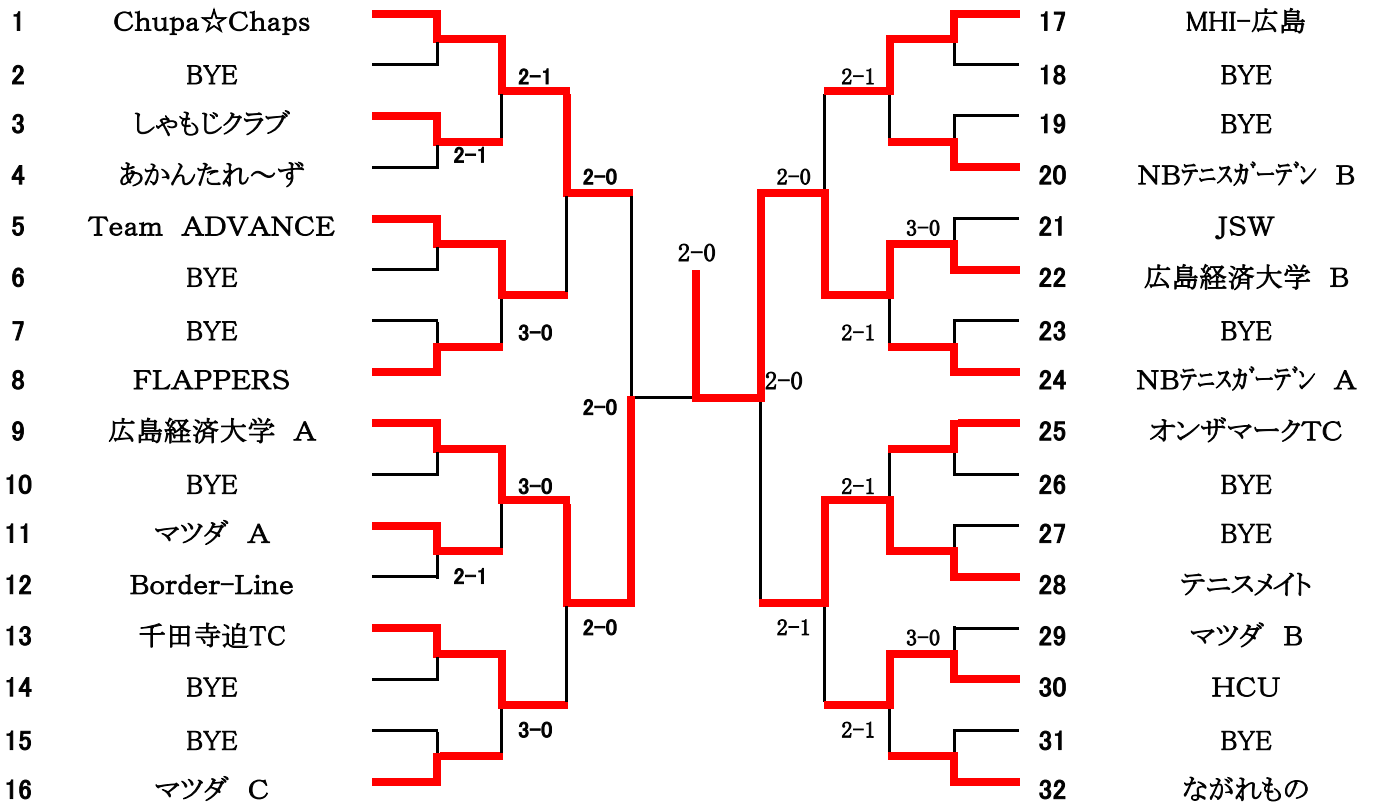 1 Chupa☆Chaps
2 BYE
2-1
3 しゃもじクラブ
2-1
4 あかんたれ～ず
2-0
5 Team ADVANCE
6 BYE
7 BYE
3-0
8 FLAPPERS
2-0
9 広島経済大学 A
10 BYE
3-0
11 マツダ A
2-1
12 Border-Line
13 千田寺迫TC
2-0
14 BYE
15 BYE
3-0
16 マツダ C
2-0
2-0
17 MHI-広島
2-1
18 BYE
19 BYE
2-0
20 NBテニスガーデン B
3-0
21 JSW
22 広島経済大学 B
2-1
23 BYE
24 NBテニスガーデン A
25 オンザマークTC
2-1
26 BYE
27 BYE
28 テニスメイト
2-1
3-0
29 マツダ B
30 HCU
2-1
31 BYE
32 ながれもの